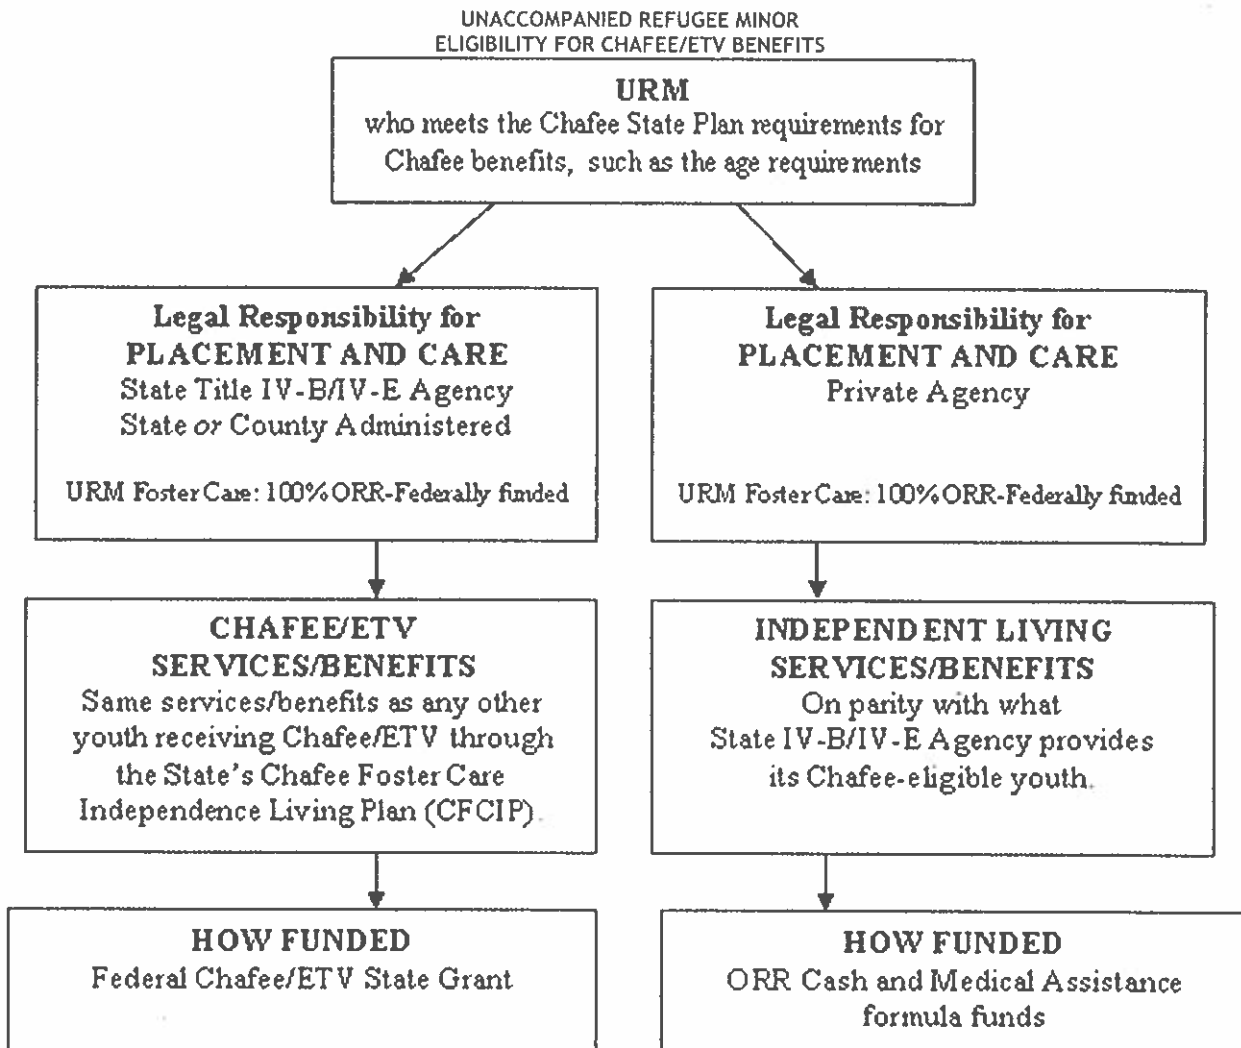 UNACCOMPANIED REFUGEE MINOR
ELIGIBILITY FOR CHAFEE/ETV BENEFITS
URM
who meets the Chafee State Plan requirements for
Chafee benefits, such as the age requirements
Legal Responsibility for
PLACEMENT AND CARE
State Title IV-B/IV-E Agency
State or County Administered
URM Foster Care: 100% ORR-Federally funded
Legal Responsibility for
PLACEMENT AND CARE
Private Agency
URM Foster Care: 100% ORR-Federally funded
CHAFEE/ETV
SERVICES/BENEFITS
Same services/benefits as any other
youth receiving Chafee/ETV through
the State's Chafee Foster Care
Independence Living Plan (CFCIP).
INDEPENDENT LIVING
SERVICES/BENEFITS
On parity with what
State IV-B/IV-E Agency provides
its Chafee-eligible youth.
HOW FUNDED
Federal Chafee/ETV State Grant
HOW FUNDED
ORR Cash and Medical Assistance
formula funds